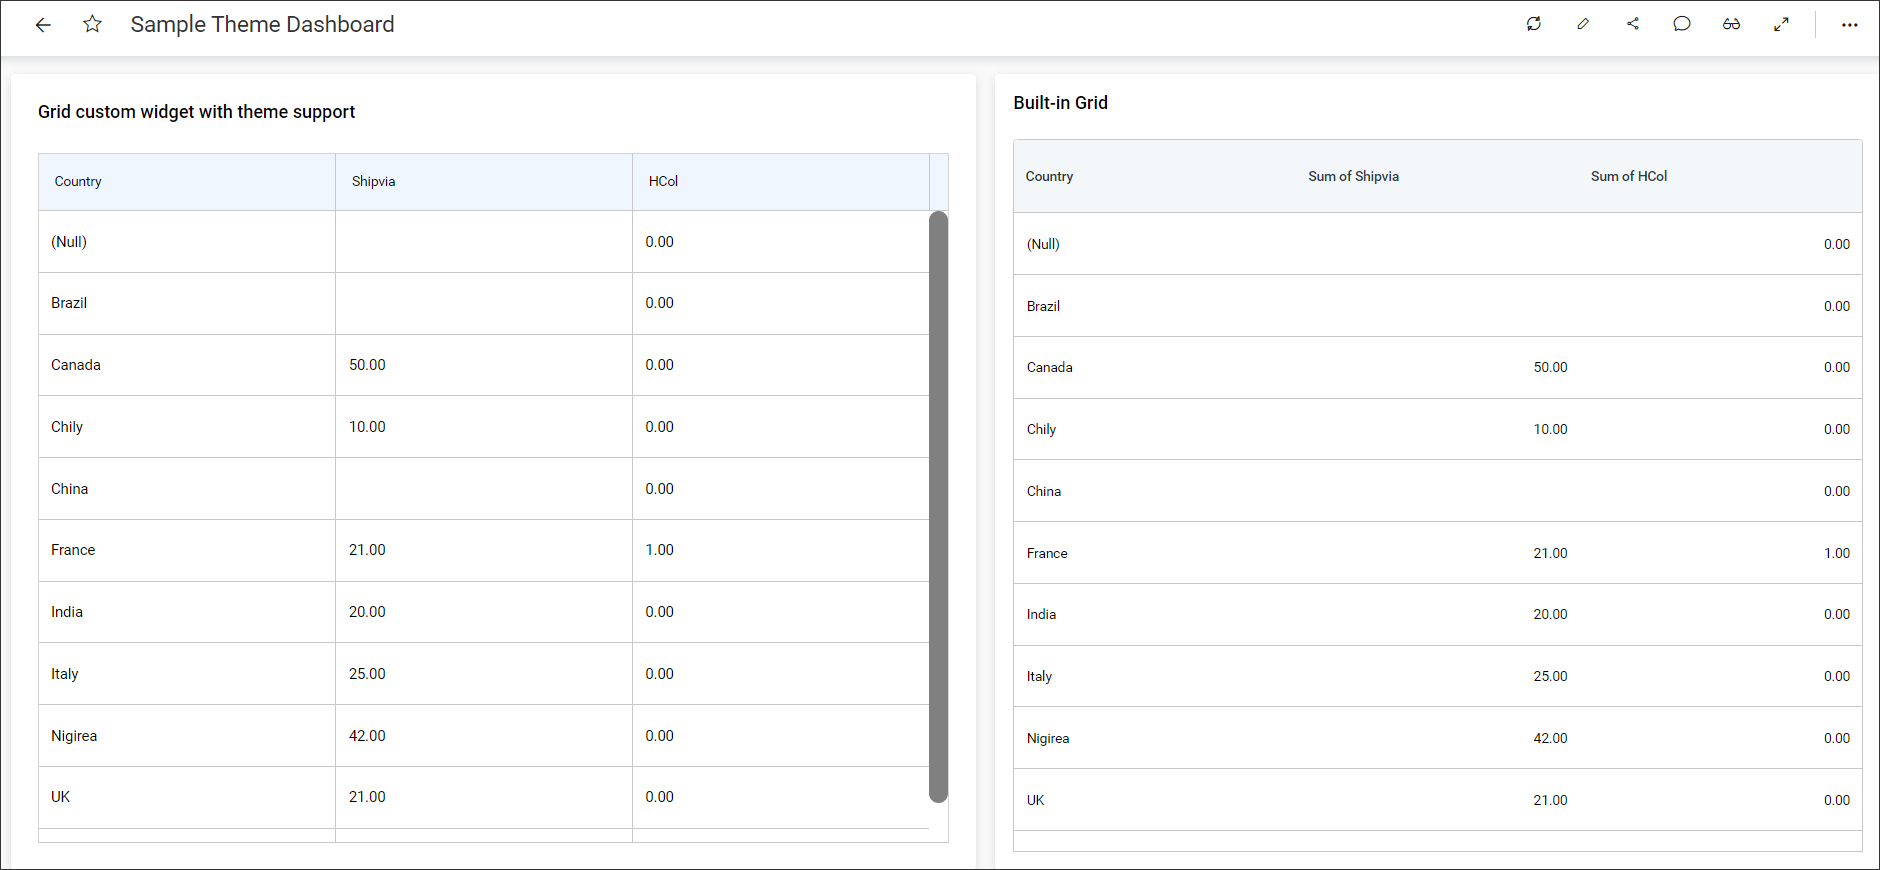 Sample Theme Dashboard
Grid custom widget with theme support
Country Shipvia HCol
(Null) 0.00
Brazil 0.00
Canada 50.00 0.00
Chily 10.00 0.00
China 0.00
France 21.00 1.00
India 20.00 0.00
Italy 25.00 0.00
Nigirea 42.00 0.00
UK 21.00 0.00
Built-in Grid
Country Sum of Shipvia Sum of HCol
(Null) 0.00
Brazil 0.00
Canada 50.00 0.00
Chily 10.00 0.00
China 0.00
France 21.00 1.00
India 20.00 0.00
Italy 25.00 0.00
Nigirea 42.00 0.00
UK 21.00 0.00